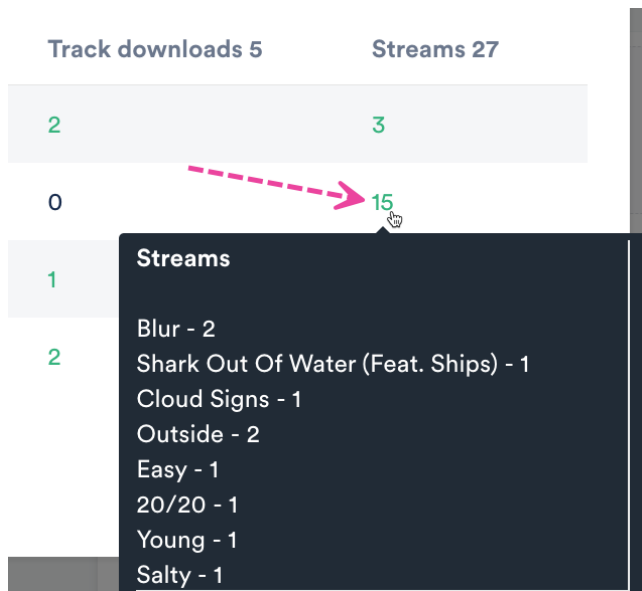 Track downloads 5 Streams 27
2 3
0 15
Streams
1
Blur - 2
2 Shark Out Of Water (Feat. Ships) - 1
Cloud Signs - 1
Outside - 2
Easy - 1
20/20 - 1
Young - 1
Salty - 1